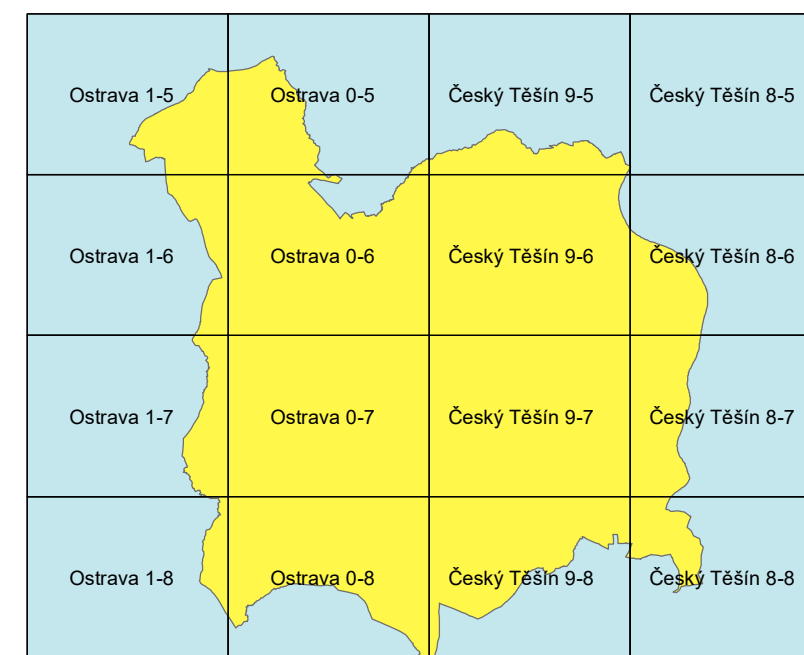 Ostrava 1-5
Ostrava 0-5
Český Těšín 9-5
Český Těšín 8-5
Ostrava 1-6
Ostrava 0-6
Český Těšín 9-6
Český Těšín 8-6
Ostrava 1-7
Ostrava 0-7
Český Těšín 9-7
Český Těšín 8-7
Ostrava 1-8
Ostrava 0-8
Český Těšín 9-8
Český Těšín 8-8